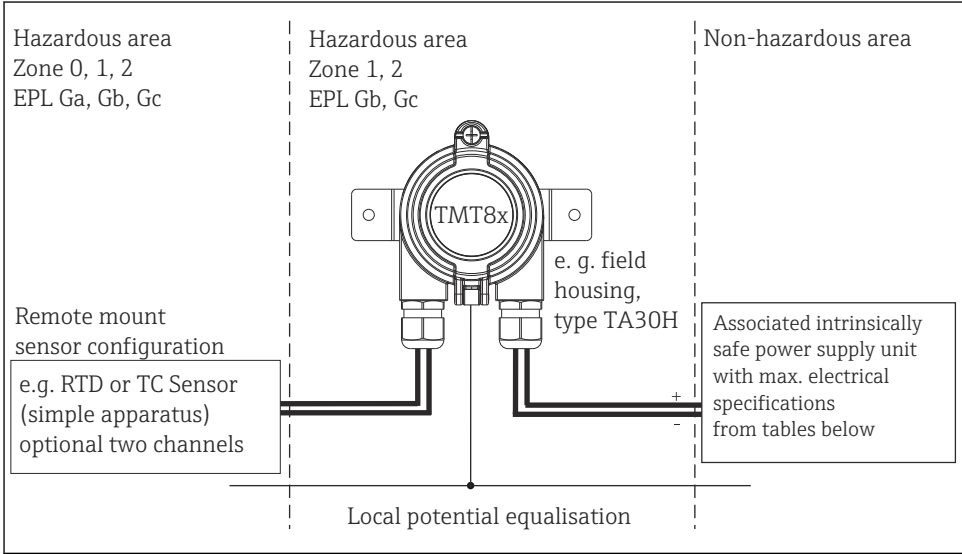 Hazardous area
Zone 0, 1, 2
EPL Ga, Gb, Gc
Hazardous area
Zone 1, 2
EPL Gb, Gc
Non-hazardous area
TMT8x
e. g. field
housing,
type TA30H
Remote mount
sensor configuration
e.g. RTD or TC Sensor
(simple apparatus)
optional two channels
+
-
Associated intrinsically
safe power supply unit
with max. electrical
specifications
from tables below
Local potential equalisation